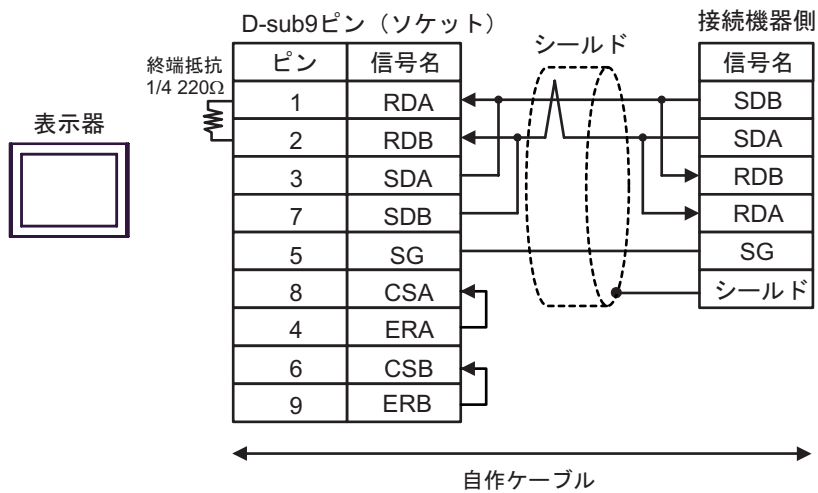 D-sub9ピン（ソケット）
接続機器側
シールド
終端抵抗
1/4 220Ω
表示器
ピン 信号名
1 RDA
2 RDB
3 SDA
7 SDB
5 SG
8 CSA
4 ERA
6 CSB
9 ERB
信号名
SDB
SDA
RDB
RDA
SG
シールド
自作ケーブル